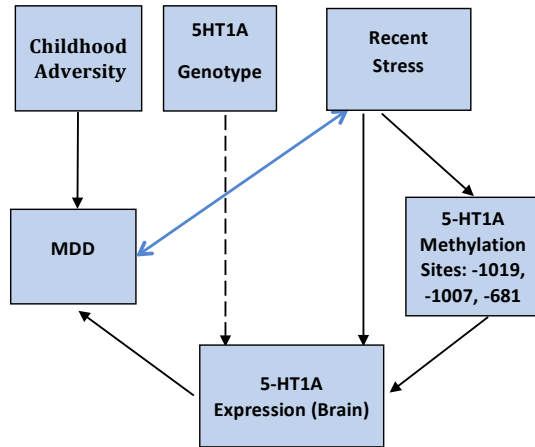 Childhood
Adversity
5HT1A
Genotype
Recent
Stress
MDD
5-HT1A
Methylation
Sites: -1019,
-1007, -681
5-HT1A
Expression (Brain)